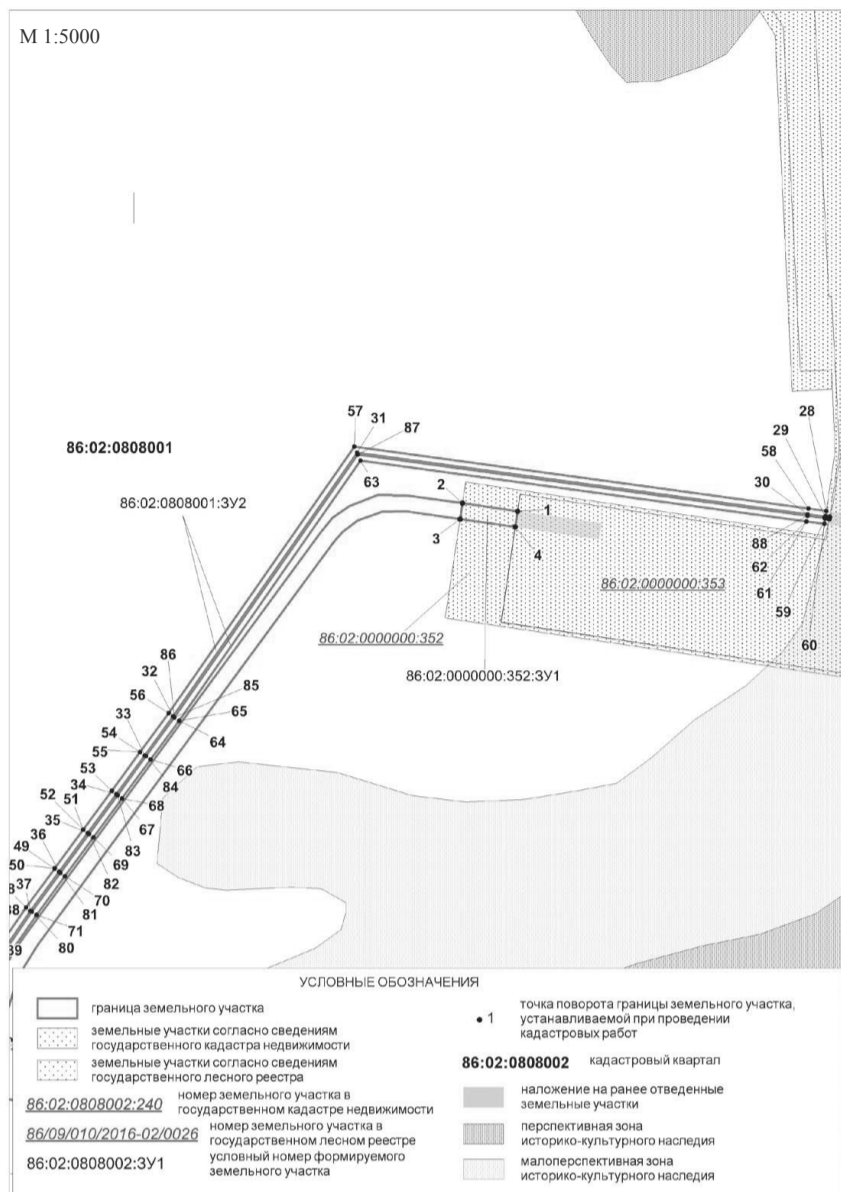 М 1:5000
28
57
31
29
87
58
86:02:0808001
30
63
2
86:02:0808001:ЗУ2
1
3
4
88
62
86:02:0000000:353
61
59
86:02:0000000:352
60
86
86:02:0000000:352:ЗУ1
32
85
56
65
33
54
64
55
66
53
84
52
34
68
51
67
35
83
49
36
69
50
82
70
37
81
71
38
80
39
УСЛОВНЫЕ ОБОЗНАЧЕНИЯ
граница земельного участка
земельные участки согласно сведениям
государственного кадастра недвижимости
земельные участки согласно сведениям
государственного лесного реестра
86:02:0808002:240 номер земельного участка в
государственном кадастре недвижимости
86/09/010/2016-02/0026 номер земельного участка в
государственном лесном реестре
86:02:0808002:ЗУ1 условный номер формируемого
земельного участка
1 точка поворота границы земельного участка,
устанавливаемой при проведении
кадастровых работ
86:02:0808002 кадастровый квартал
наложение на ранее отведенные
земельные участки
перспективная зона
историко-культурного наследия
малоперспективная зона
историко-культурного наследия